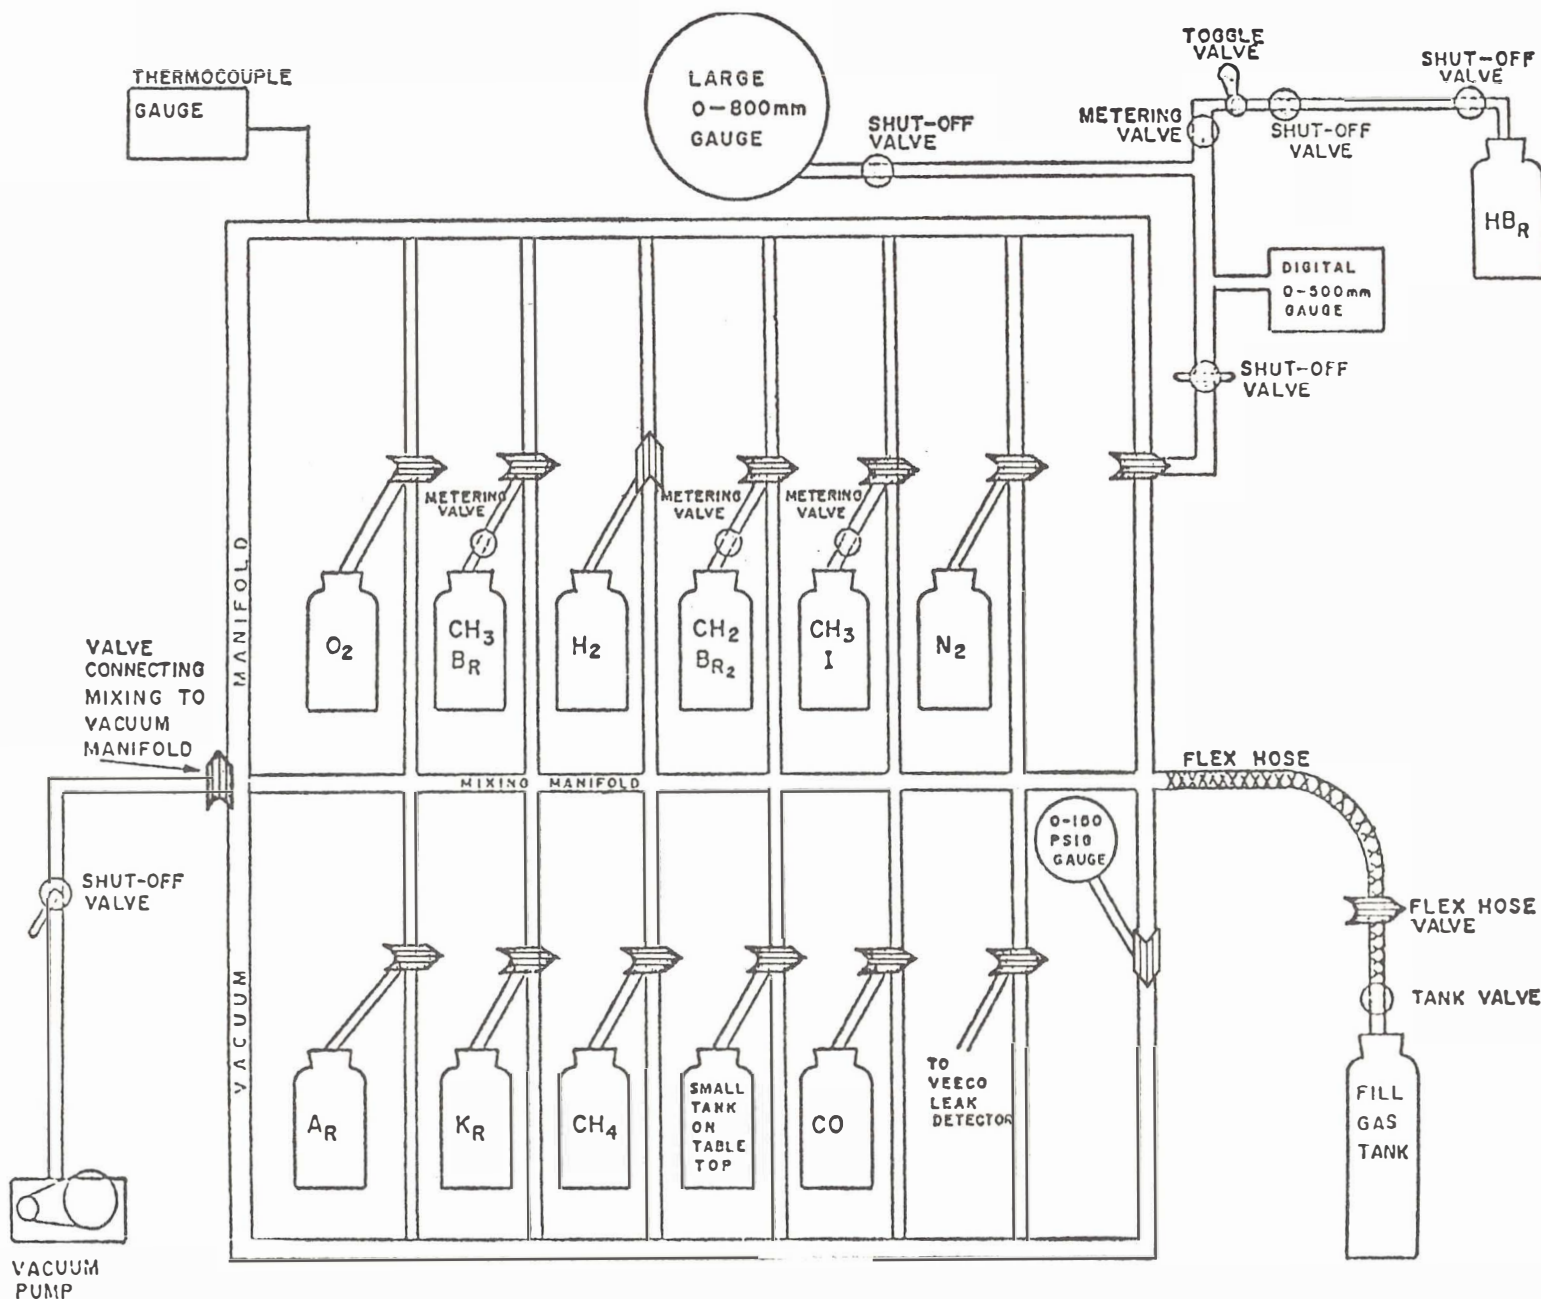 THERMOCOUPLE
GAUGE
LARGE
0-800mm
GAUGE
SHUT-OFF
VALVE
TOGGLE
VALVE
METERING
VALVE
SHUT-OFF
VALVE
SHUT-OFF
VALVE
HBR
DIGITAL
0-500mm
GAUGE
SHUT-OFF
VALVE
METERING
VALVE
METERING
VALVE
METERING
VALVE
O2
CH3
BR
H2
CH2
BR2
CH3
I
N2
MANIFOLD
VACUUM
VALVE
CONNECTING
MIXING TO
VACUUM
MANIFOLD
MIXING MANIFOLD
FLEX HOSE
0-160
PSIG
GAUGE
SHUT-OFF
VALVE
FLEX HOSE
VALVE
TANK VALVE
AR
KR
CH4
SMALL
TANK
ON
TABLE
TOP
CO
TO
VEECO
LEAK
DETECTOR
FILL
GAS
TANK
VACUUM
PUMP